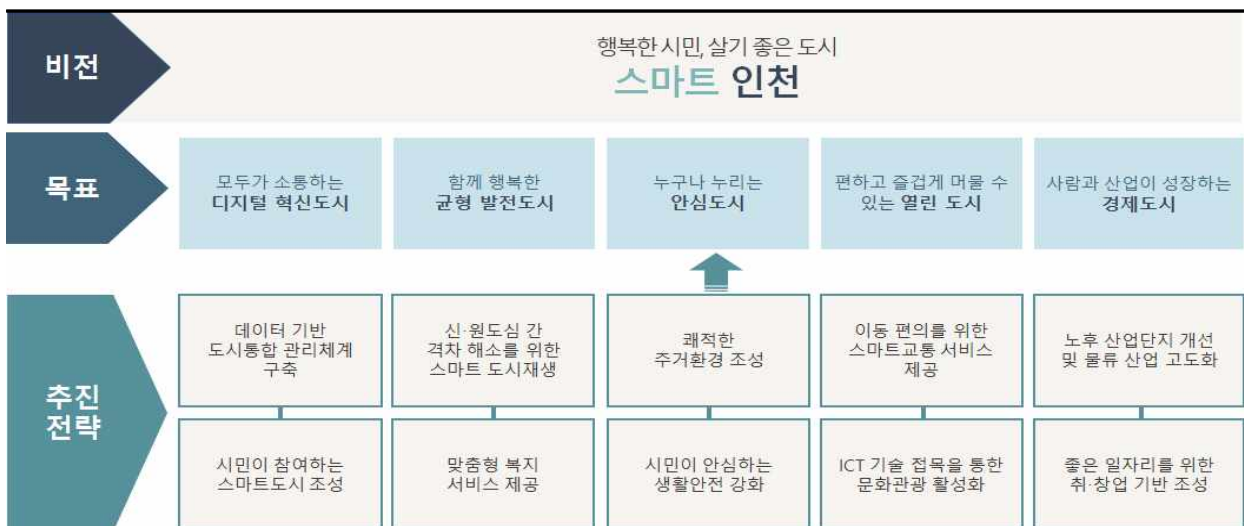 비전
행복한 시민, 살기 좋은 도시
스마트 인천
목표
모두가 소통하는
디지털 혁신도시
함께 행복한
균형 발전도시
누구나 누리는
안심도시
편하고 즐겁게 머물 수
있는 열린 도시
사람과 산업이 성장하는
경제도시
추진
전략
데이터 기반
도시통합 관리체계
구축
신·원도심 간
격차 해소를 위한
스마트 도시재생
쾌적한
주거환경 조성
이동 편의를 위한
스마트교통 서비스
제공
노후 산업단지 개선
및 물류 산업 고도화
시민이 참여하는
스마트도시 조성
맞춤형 복지
서비스 제공
시민이 안심하는
생활안전 강화
ICT 기술 접목을 통한
문화관광 활성화
좋은 일자리를 위한
취·창업 기반 조성